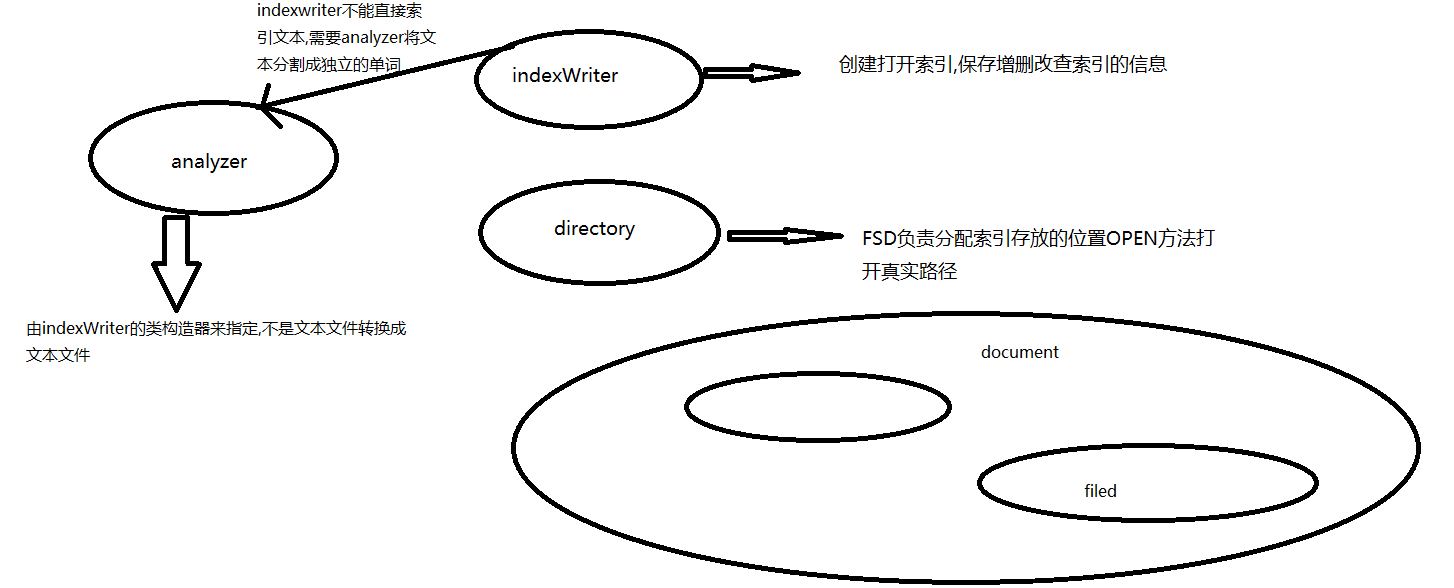 indexwriter不能直接索
引文本,需要analyzer将文
本分割成独立的单词
indexWriter
创建打开索引,保存增删改查索引的信息
analyzer
directory
FSD负责分配索引存放的位置OPEN方法打
开真实路径
由indexWriter的类构造器来指定,不是文本文件转换成
文本文件
document
filed